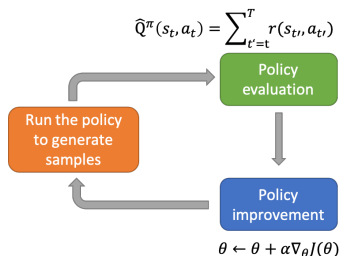 Q̂^π(s_t, a_t) = ∑_{t'=t}^{T} r(s_{t'}, a_{t'})
Policy
evaluation
Run the policy
to generate
samples
Policy
improvement
θ ← θ + α∇_θJ(θ)